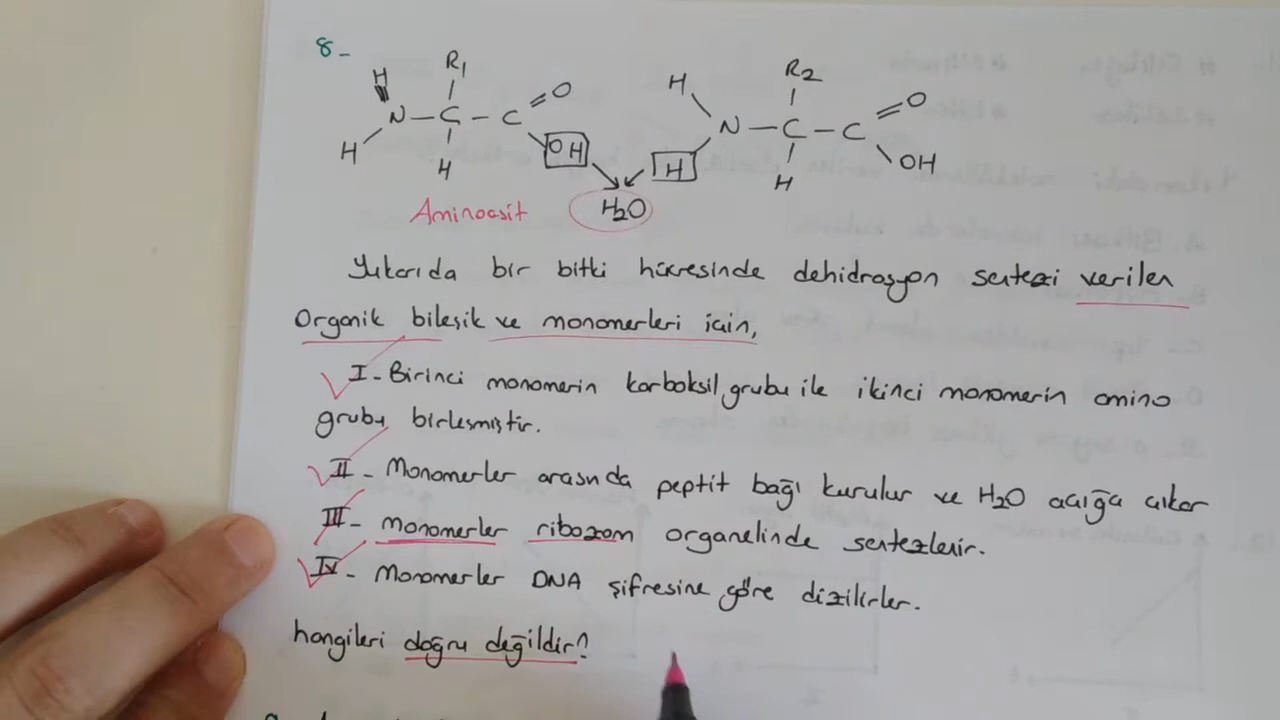 8-
H R1 O H R2 O
N - C - C N - C - C
H H OH H H OH
Aminoasit H2O
Yukarıda bir bitki hücresinde dehidrasyon sentezi verilen
Organik bileşik ve monomerleri için,
I - Birinci monomerin karboksil grubu ile ikinci monomerin amino
grubu birleşmiştir.
II - Monomerler arasında peptit bağı kurulur ve H2O açığa çıkar
III - monomerler ribozom organelinde sentezlenir.
IV - Monomerler DNA şifresine göre dizilirler.
hangileri doğru değildir?